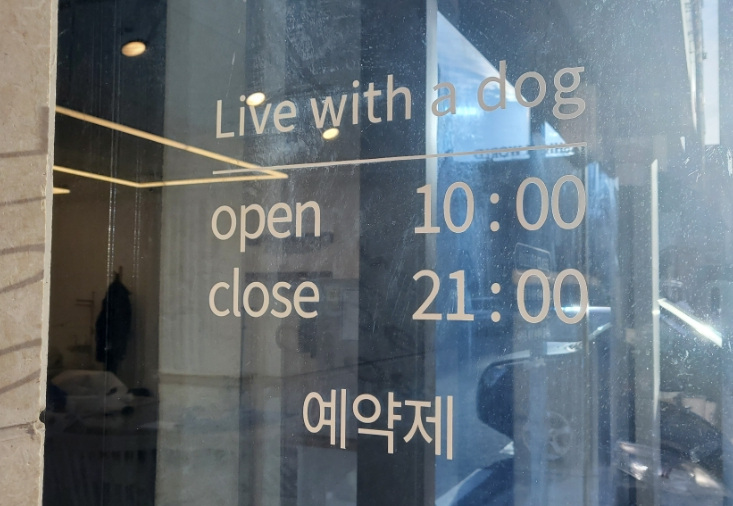 Live with a dog
open 10:00
close 21:00
예약제